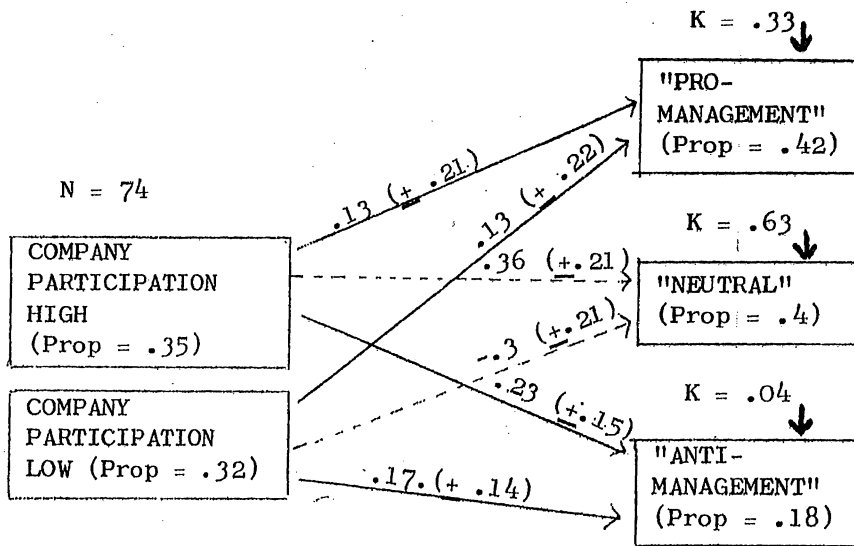 K = .33
"PRO-
MANAGEMENT"
(Prop = .42)
N = 74
.13 (± .21)
.13 (± .22)
K = .63
COMPANY
PARTICIPATION
HIGH
(Prop = .35)
.36 (±.21)
"NEUTRAL"
(Prop = .4)
-.3 (±.21)
.23 (±.15)
K = .04
COMPANY
PARTICIPATION
LOW (Prop = .32)
"ANTI-
MANAGEMENT"
(Prop = .18)
.17.(+ .14)